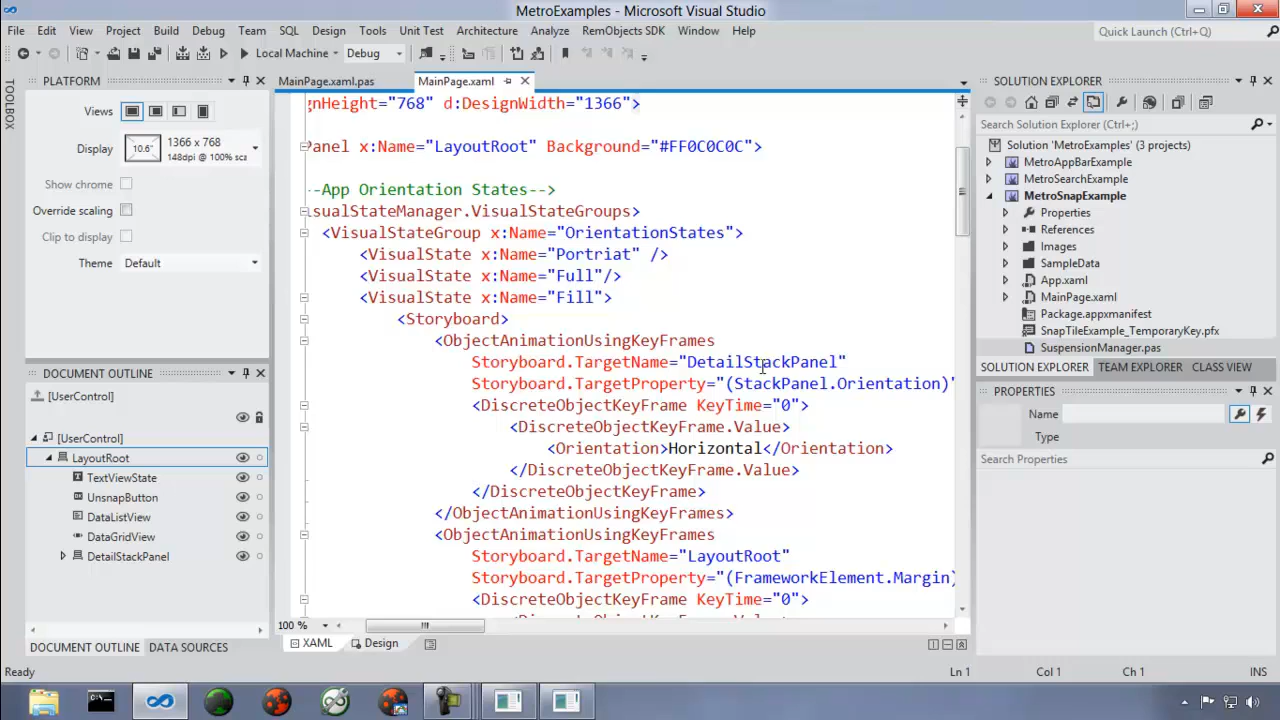 MetroExamples - Microsoft Visual Studio
File Edit View Project Build Debug Team SQL Design Tools Unit Test Architecture Analyze RemObjects SDK Window Help
Quick Launch (Ctrl+Q)
Local Machine Debug
TOOLBOX
PLATFORM
Views
Display
10.6"
1366 x 768
148dpi @ 100% sca
Show chrome
Override scaling
Clip to display
Theme Default
DOCUMENT OUTLINE
[UserControl]
[UserControl]
LayoutRoot
TextViewState
UnsnapButton
DataListView
DataGridView
DetailStackPanel
DOCUMENT OUTLINE DATA SOURCES
MainPage.xaml.pas MainPage.xaml
gnHeight="768" d:DesignWidth="1366">
Panel x:Name="LayoutRoot" Background="#FF0C0C0C">
--App Orientation States-->
sualStateManager.VisualStateGroups>
<VisualStateGroup x:Name="OrientationStates">
<VisualState x:Name="Portriat" />
<VisualState x:Name="Full"/>
<VisualState x:Name="Fill">
<Storyboard>
<ObjectAnimationUsingKeyFrames
Storyboard.TargetName="DetailStackPanel"
Storyboard.TargetProperty="(StackPanel.Orientation)"
<DiscreteObjectKeyFrame KeyTime="0">
<DiscreteObjectKeyFrame.Value>
<Orientation>Horizontal</Orientation>
</DiscreteObjectKeyFrame.Value>
</DiscreteObjectKeyFrame>
</ObjectAnimationUsingKeyFrames>
<ObjectAnimationUsingKeyFrames
Storyboard.TargetName="LayoutRoot"
Storyboard.TargetProperty="(FrameworkElement.Margin)
<DiscreteObjectKeyFrame KeyTime="0">
100 %
XAML Design
SOLUTION EXPLORER
Search Solution Explorer (Ctrl+;)
Solution 'MetroExamples' (3 projects)
MetroAppBarExample
MetroSearchExample
MetroSnapExample
Properties
References
Images
SampleData
App.xaml
MainPage.xaml
Package.appxmanifest
SnapTileExample_TemporaryKey.pfx
SuspensionManager.pas
SOLUTION EXPLORER TEAM EXPLORER CLASS VIEW
PROPERTIES
Name
Type
Search Properties
Ready Ln 1 Col 1 Ch 1 INS